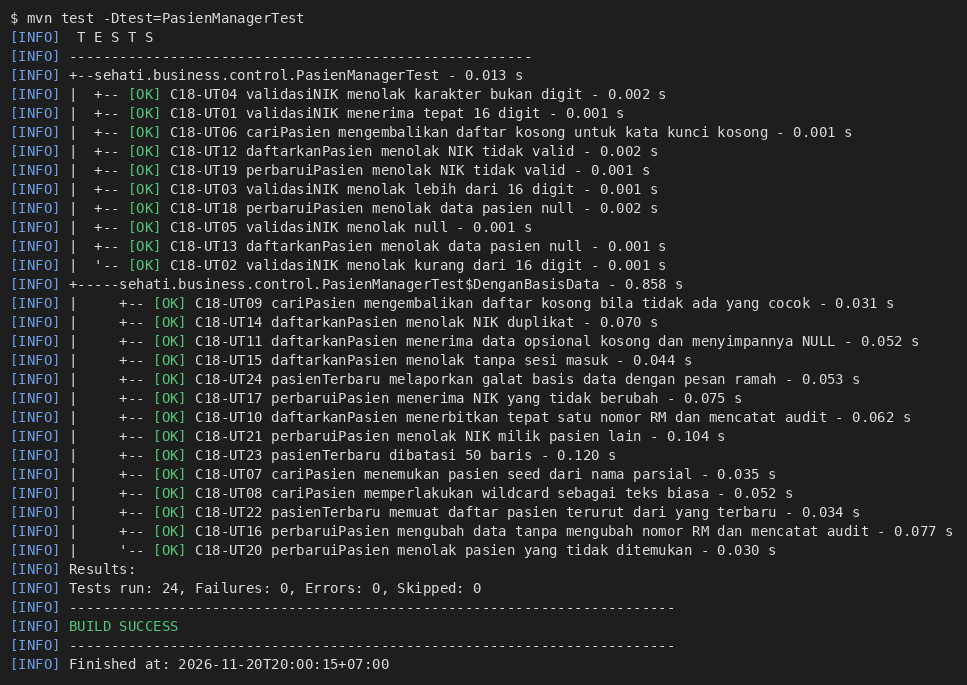 $ mvn test -Dtest=PasienManagerTest
[INFO]  T E S T S
[INFO] -------------------------------------------------------
[INFO] +--sehati.business.control.PasienManagerTest - 0.013 s
[INFO] |  +-- [OK] C18-UT04 validasiNIK menolak karakter bukan digit - 0.002 s
[INFO] |  +-- [OK] C18-UT01 validasiNIK menerima tepat 16 digit - 0.001 s
[INFO] |  +-- [OK] C18-UT06 cariPasien mengembalikan daftar kosong untuk kata kunci kosong - 0.001 s
[INFO] |  +-- [OK] C18-UT12 daftarkanPasien menolak NIK tidak valid - 0.002 s
[INFO] |  +-- [OK] C18-UT19 perbaruiPasien menolak NIK tidak valid - 0.001 s
[INFO] |  +-- [OK] C18-UT03 validasiNIK menolak lebih dari 16 digit - 0.001 s
[INFO] |  +-- [OK] C18-UT18 perbaruiPasien menolak data pasien null - 0.002 s
[INFO] |  +-- [OK] C18-UT05 validasiNIK menolak null - 0.001 s
[INFO] |  +-- [OK] C18-UT13 daftarkanPasien menolak data pasien null - 0.001 s
[INFO] |  '-- [OK] C18-UT02 validasiNIK menolak kurang dari 16 digit - 0.001 s
[INFO] +-----sehati.business.control.PasienManagerTest$DenganBasisData - 0.858 s
[INFO] |     +-- [OK] C18-UT09 cariPasien mengembalikan daftar kosong bila tidak ada yang cocok - 0.031 s
[INFO] |     +-- [OK] C18-UT14 daftarkanPasien menolak NIK duplikat - 0.070 s
[INFO] |     +-- [OK] C18-UT11 daftarkanPasien menerima data opsional kosong dan menyimpannya NULL - 0.052 s
[INFO] |     +-- [OK] C18-UT15 daftarkanPasien menolak tanpa sesi masuk - 0.044 s
[INFO] |     +-- [OK] C18-UT24 pasienTerbaru melaporkan galat basis data dengan pesan ramah - 0.053 s
[INFO] |     +-- [OK] C18-UT17 perbaruiPasien menerima NIK yang tidak berubah - 0.075 s
[INFO] |     +-- [OK] C18-UT10 daftarkanPasien menerbitkan tepat satu nomor RM dan mencatat audit - 0.062 s
[INFO] |     +-- [OK] C18-UT21 perbaruiPasien menolak NIK milik pasien lain - 0.104 s
[INFO] |     +-- [OK] C18-UT23 pasienTerbaru dibatasi 50 baris - 0.120 s
[INFO] |     +-- [OK] C18-UT07 cariPasien menemukan pasien seed dari nama parsial - 0.035 s
[INFO] |     +-- [OK] C18-UT08 cariPasien memperlakukan wildcard sebagai teks biasa - 0.052 s
[INFO] |     +-- [OK] C18-UT22 pasienTerbaru memuat daftar pasien terurut dari yang terbaru - 0.034 s
[INFO] |     +-- [OK] C18-UT16 perbaruiPasien mengubah data tanpa mengubah nomor RM dan mencatat audit - 0.077 s
[INFO] |     '-- [OK] C18-UT20 perbaruiPasien menolak pasien yang tidak ditemukan - 0.030 s
[INFO] Results:
[INFO] Tests run: 24, Failures: 0, Errors: 0, Skipped: 0
[INFO] ------------------------------------------------------------------------
[INFO] BUILD SUCCESS
[INFO] ------------------------------------------------------------------------
[INFO] Finished at: 2026-11-20T20:00:15+07:00